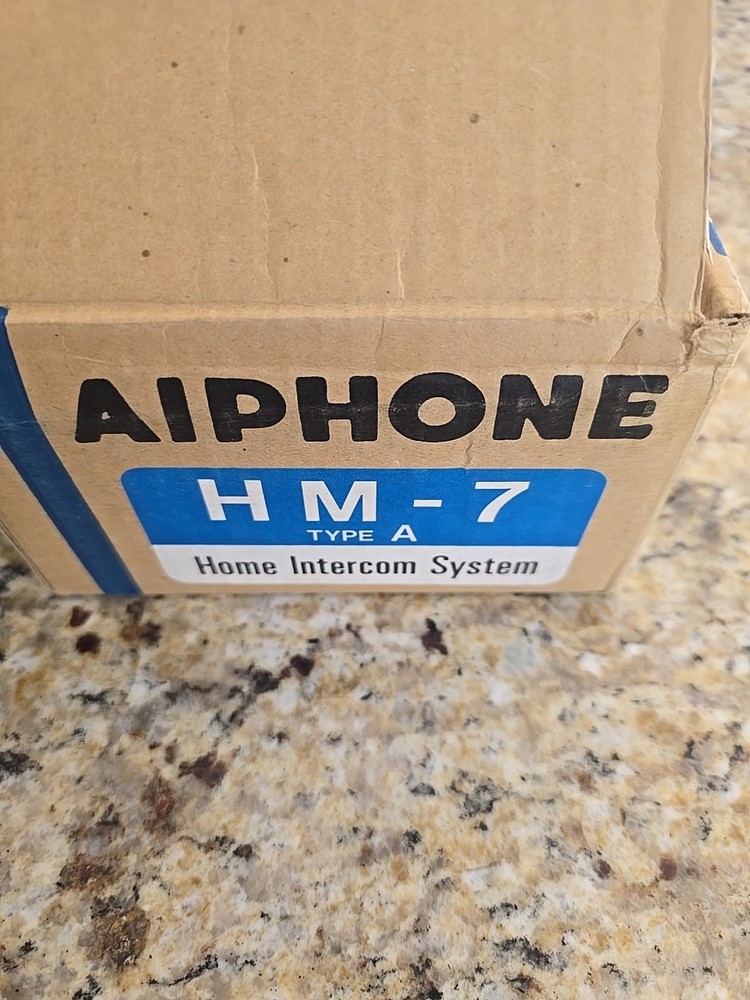 AIPHONE
HM-7
TYPE A
Home Intercom System